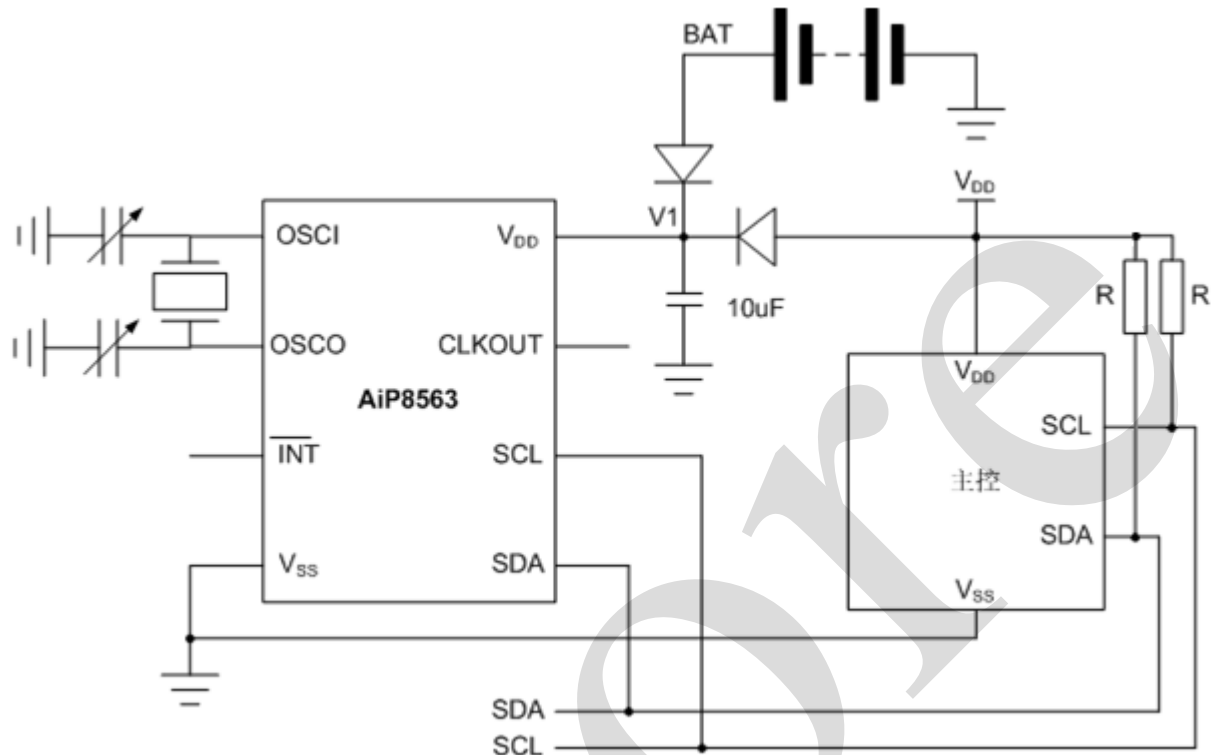 BAT
VDD
V1
OSCI
VDD
10uF
R
R
OSCO
CLKOUT
AiP8563
VDD
SCL
INT
SCL
主控
SDA
VSS
SDA
VSS
SDA
SCL
ore